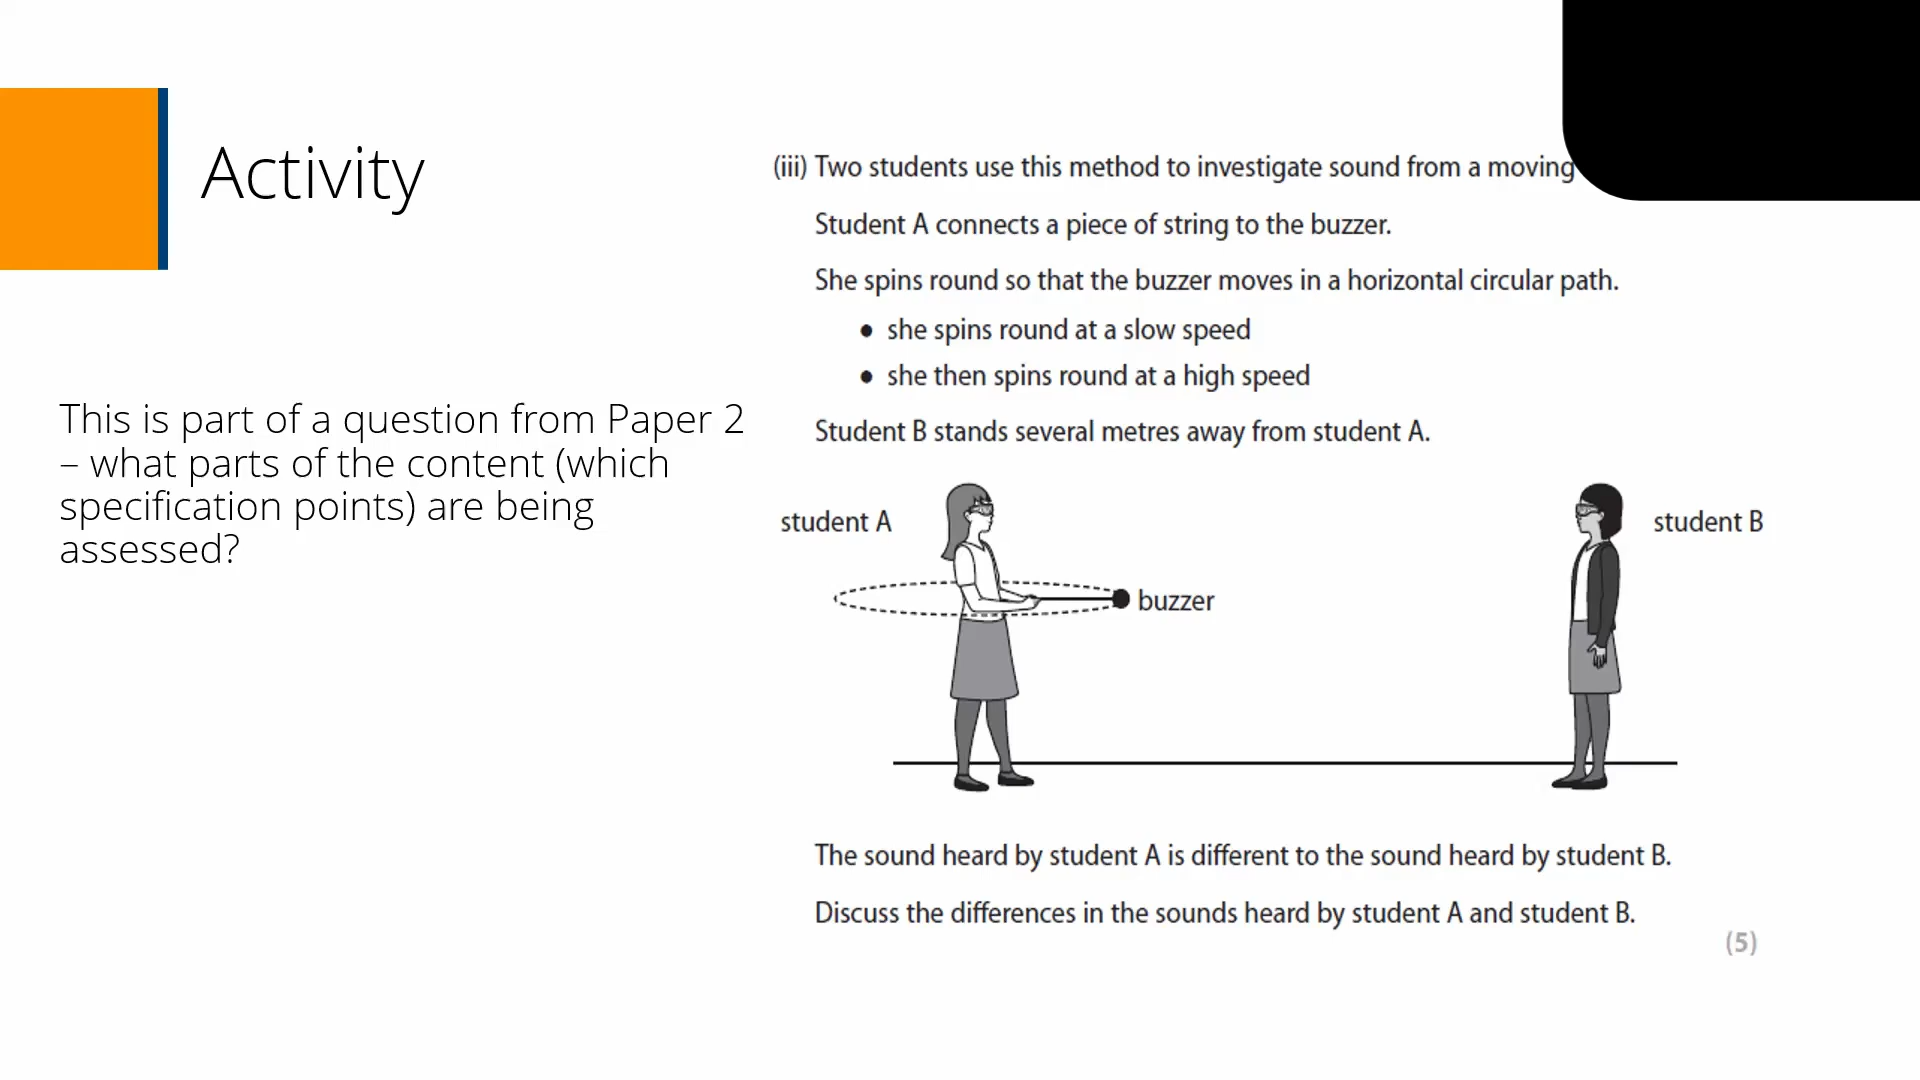 Activity
This is part of a question from Paper 2
– what parts of the content (which
specification points) are being
assessed?
(iii) Two students use this method to investigate sound from a moving
Student A connects a piece of string to the buzzer.
She spins round so that the buzzer moves in a horizontal circular path.
• she spins round at a slow speed
• she then spins round at a high speed
Student B stands several metres away from student A.
student A
student B
buzzer
The sound heard by student A is different to the sound heard by student B.
Discuss the differences in the sounds heard by student A and student B.
(5)